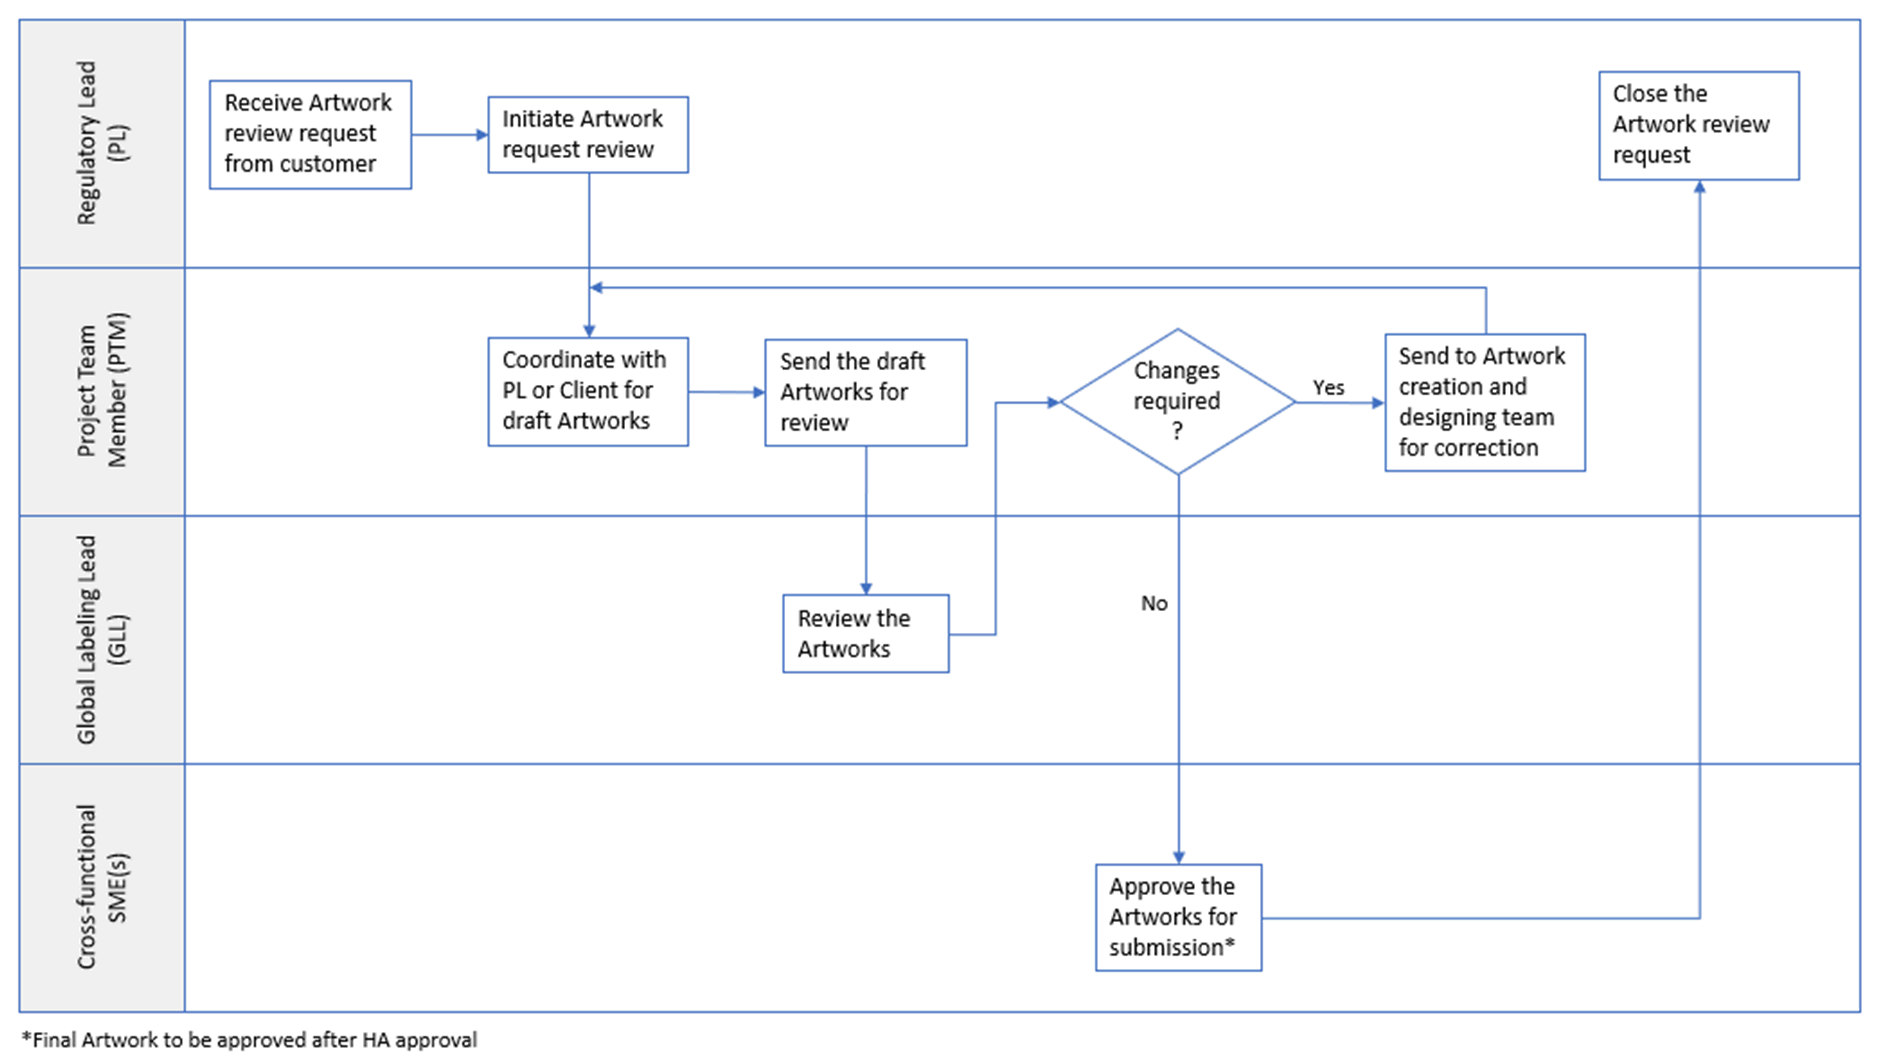 Regulatory Lead
(PL)
Receive Artwork
review request
from customer
Initiate Artwork
request review
Close the
Artwork review
request
Project Team
Member (PTM)
Coordinate with
PL or Client for
draft Artworks
Send the draft
Artworks for
review
Changes
required
?
Yes
Send to Artwork
creation and
designing team
for correction
Global Labeling Lead
(GLL)
Review the
Artworks
No
Cross-functional
SME(s)
Approve the
Artworks for
submission*
*Final Artwork to be approved after HA approval